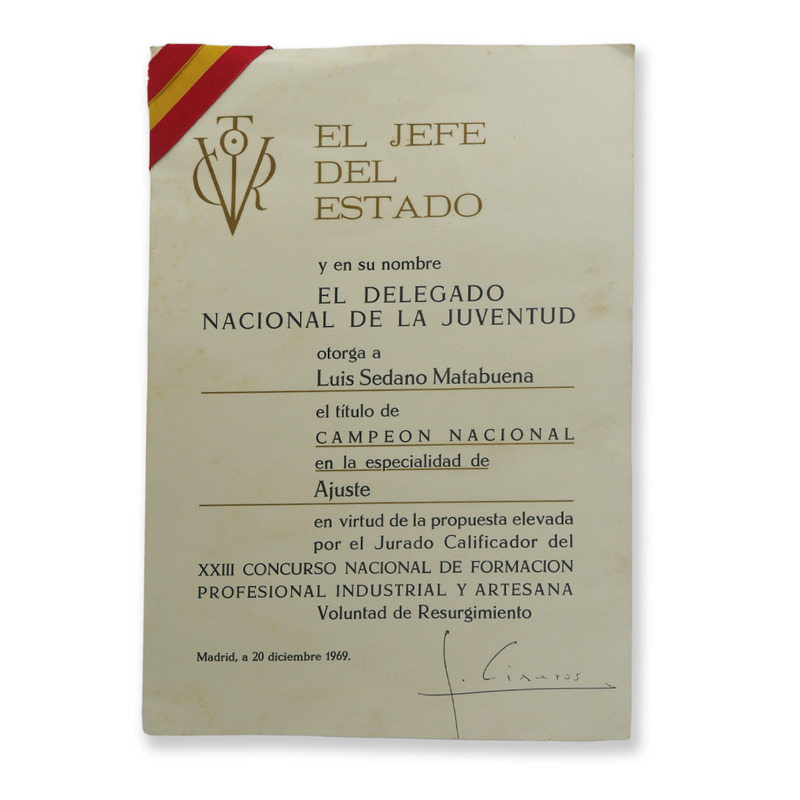 EL JEFE
DEL
ESTADO
y en su nombre
EL DELEGADO
NACIONAL DE LA JUVENTUD
otorga a
Luis Sedano Matabuena
el título de
CAMPEON NACIONAL
en la especialidad de
Ajuste
en virtud de la propuesta elevada
por el Jurado Calificador del
XXIII CONCURSO NACIONAL DE FORMACION
PROFESIONAL INDUSTRIAL Y ARTESANA
Voluntad de Resurgimiento
Madrid, a 20 diciembre 1969.